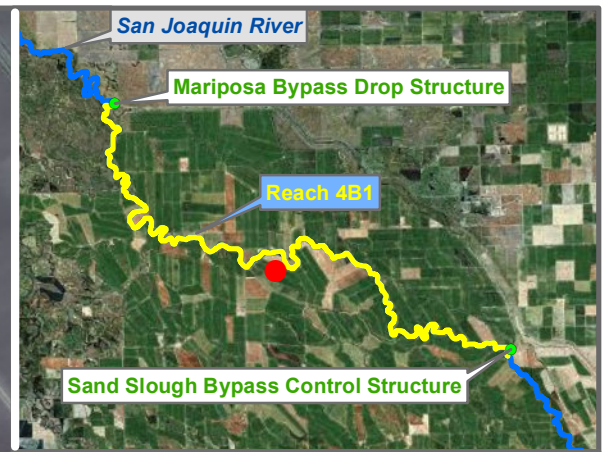 San Joaquin River
Mariposa Bypass Drop Structure
Reach 4B1
Sand Slough Bypass Control Structure